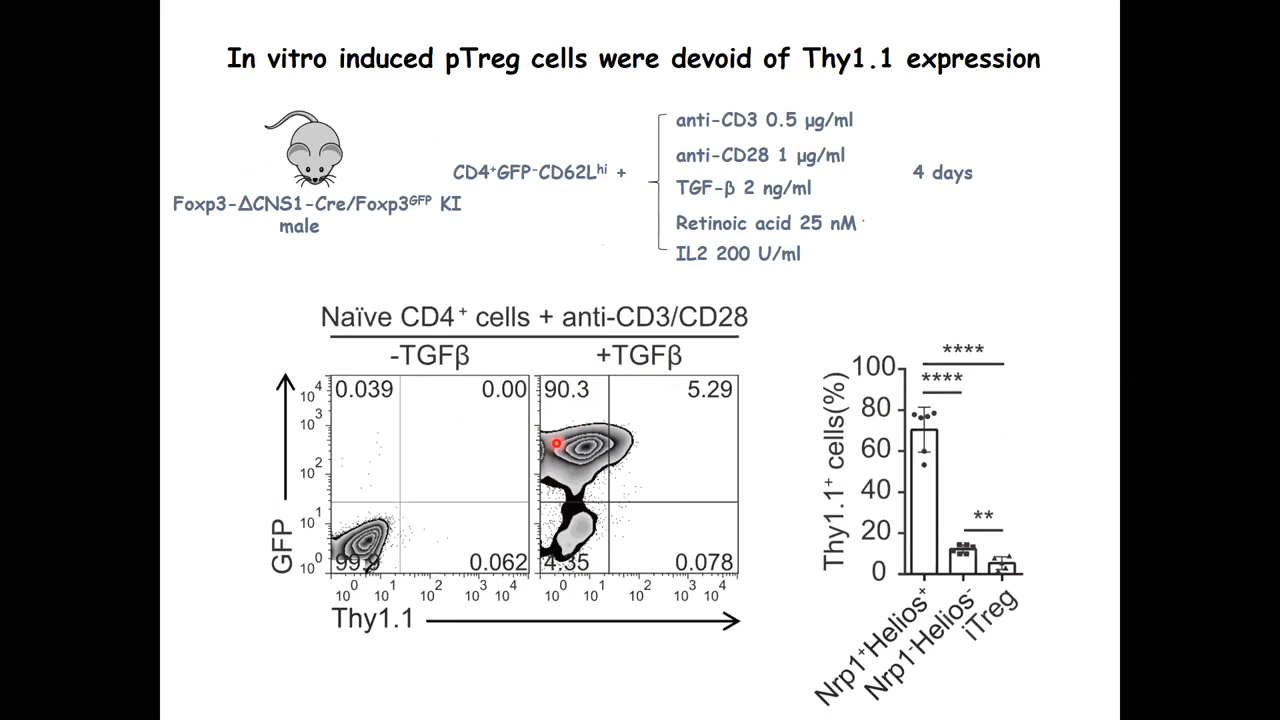 In vitro induced pTreg cells were devoid of Thy1.1 expression
Foxp3-ΔCNS1-Cre/Foxp3ᴳᶠᴾ KI
male
CD4⁺GFP⁻CD62Lʰⁱ +
anti-CD3 0.5 µg/ml
anti-CD28 1 µg/ml
TGF-β 2 ng/ml
Retinoic acid 25 nM
IL2 200 U/ml
4 days
Naïve CD4⁺ cells + anti-CD3/CD28
-TGFβ
+TGFβ
0.039
0.00
99.9
0.062
90.3
5.29
4.35
0.078
10⁴
10³
10²
10¹
10⁰
GFP
10⁰ 10¹ 10² 10³ 10⁴
10⁰ 10¹ 10² 10³ 10⁴
Thy1.1
Thy1.1⁺ cells(%)
100
80
60
40
20
0
****
****
**
Nrp1⁺Helios⁺
Nrp1⁻Helios⁻
iTreg